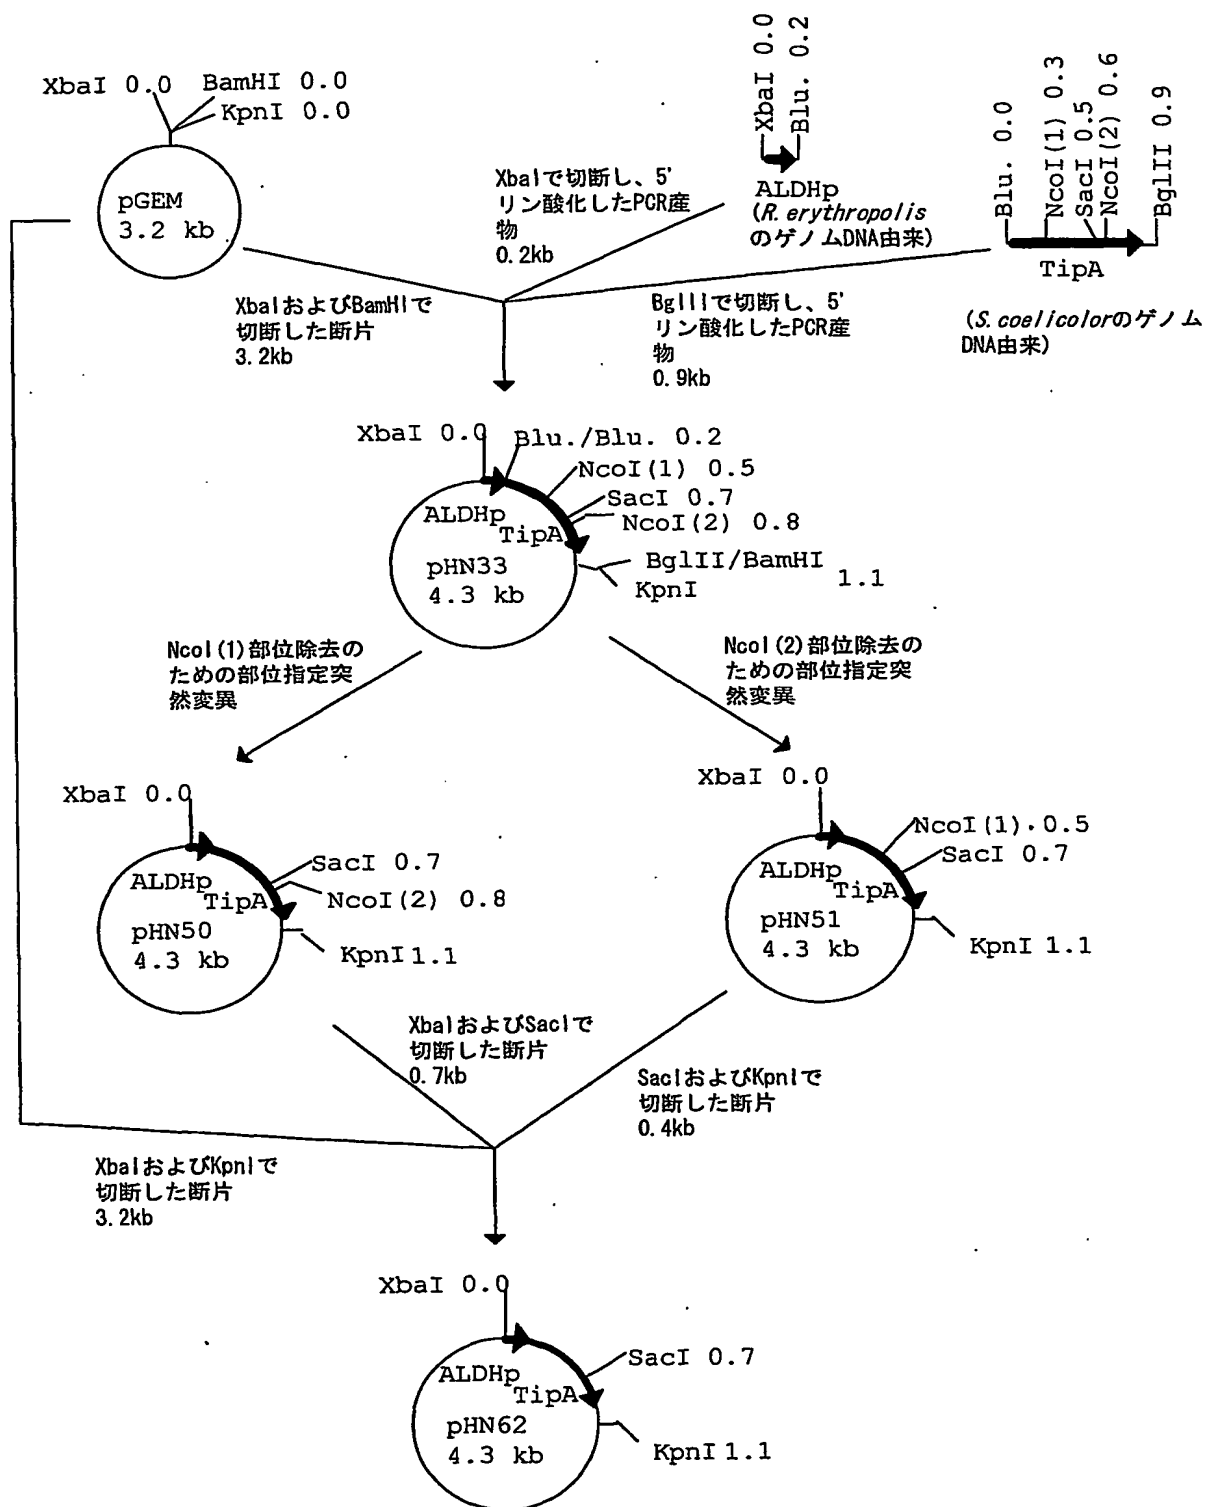 XbaI 0.0
BamHI 0.0
KpnI 0.0
pGEM
3.2 kb
XbaI 0.0
Blu. 0.2
ALDHp
(R. erythropolis
のゲノムDNA由来)
Blu. 0.0
NcoI(1) 0.3
SacI 0.5
NcoI(2) 0.6
BglII 0.9
TipA
(S. coelicolorのゲノム
DNA由来)
XbaIで切断し、5'
リン酸化したPCR産
物
0.2kb
XbaIおよびBamHIで
切断した断片
3.2kb
BglIIで切断し、5'
リン酸化したPCR産
物
0.9kb
XbaI 0.0
Blu./Blu. 0.2
NcoI(1) 0.5
SacI 0.7
NcoI(2) 0.8
BglII/BamHI
KpnI
1.1
ALDHp
TipA
pHN33
4.3 kb
NcoI(1)部位除去の
ための部位指定突
然変異
NcoI(2)部位除去の
ための部位指定突
然変異
XbaI 0.0
SacI 0.7
NcoI(2) 0.8
KpnI 1.1
ALDHp
TipA
pHN50
4.3 kb
XbaI 0.0
NcoI(1) 0.5
SacI 0.7
KpnI 1.1
ALDHp
TipA
pHN51
4.3 kb
XbaIおよびSacIで
切断した断片
0.7kb
SacIおよびKpnIで
切断した断片
0.4kb
XbaIおよびKpnIで
切断した断片
3.2kb
XbaI 0.0
SacI 0.7
KpnI 1.1
ALDHp
TipA
pHN62
4.3 kb